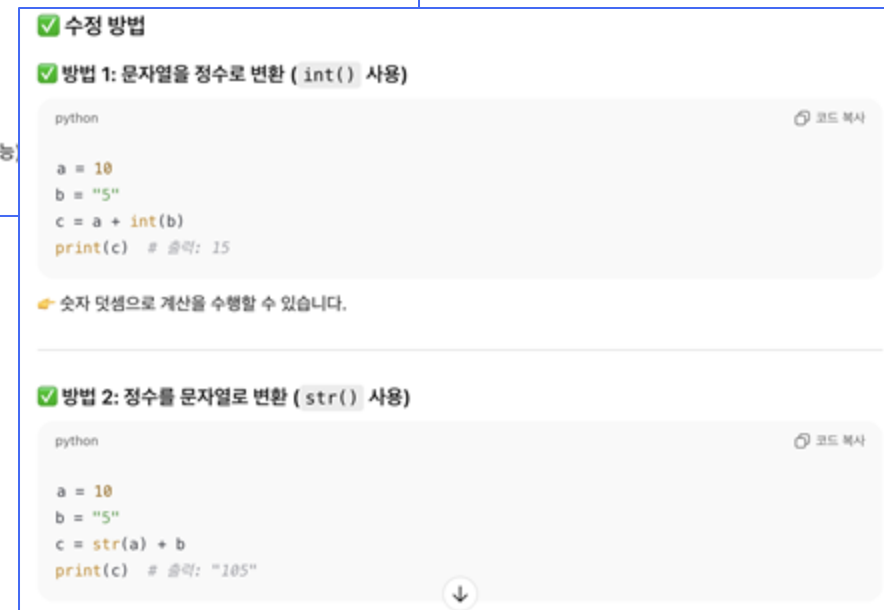 ✅ 수정 방법
✅ 방법 1: 문자열을 정수로 변환 ( int() 사용)
python
코드 복사
능)
a = 10
b = "5"
c = a + int(b)
print(c)  # 출력: 15
👉 숫자 덧셈으로 계산을 수행할 수 있습니다.
✅ 방법 2: 정수를 문자열로 변환 ( str() 사용)
python
코드 복사
a = 10
b = "5"
c = str(a) + b
print(c)  # 출력: "105"